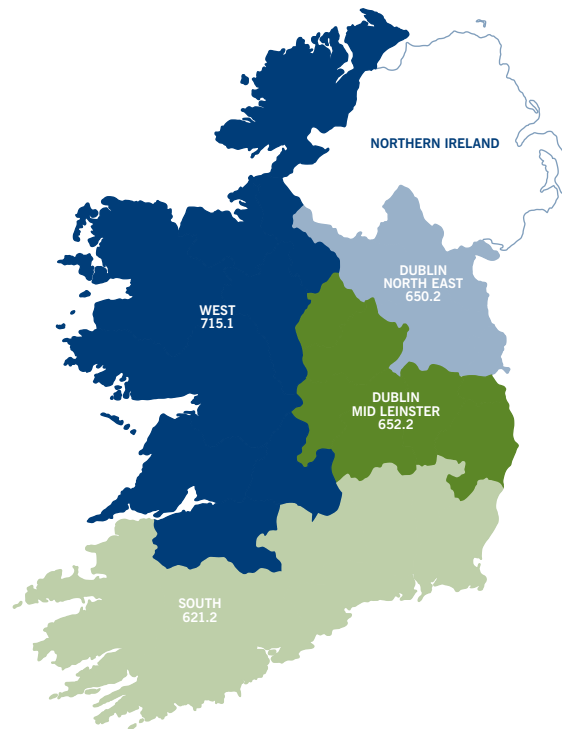 NORTHERN IRELAND
DUBLIN
NORTH EAST
650.2
WEST
715.1
DUBLIN
MID LEINSTER
652.2
SOUTH
621.2